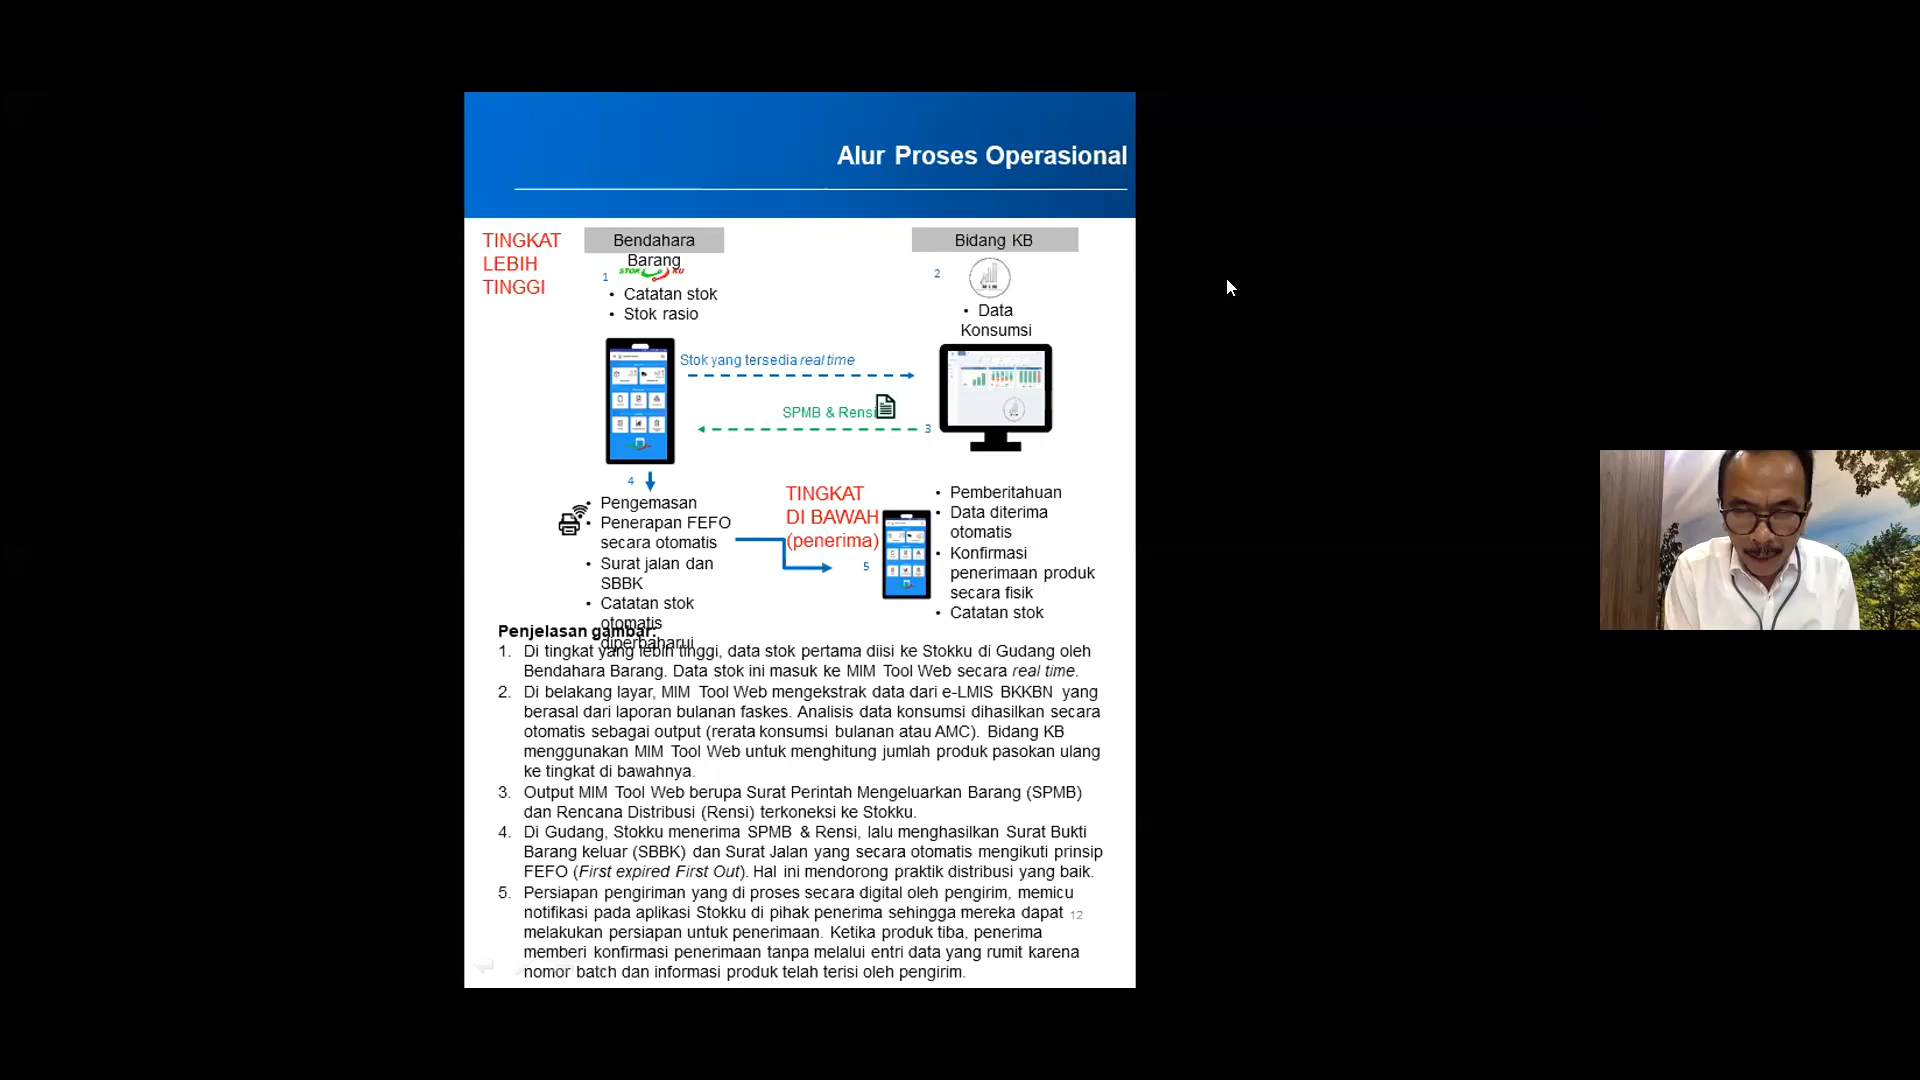 Alur Proses Operasional
TINGKAT
LEBIH
TINGGI
Bendahara
Barang
1
STOK KU
• Catatan stok
• Stok rasio
Bidang KB
2
MIM
• Data
Konsumsi
Stok yang tersedia real time
SPMB & Rensi
3
4
• Pengemasan
• Penerapan FEFO
secara otomatis
• Surat jalan dan
SBBK
• Catatan stok
otomatis
diperbaharui
TINGKAT
DI BAWAH
(penerima)
5
• Pemberitahuan
• Data diterima
otomatis
• Konfirmasi
penerimaan produk
secara fisik
• Catatan stok
Penjelasan gambar:
1. Di tingkat yang lebih tinggi, data stok pertama diisi ke Stokku di Gudang oleh
Bendahara Barang. Data stok ini masuk ke MIM Tool Web secara real time.
2. Di belakang layar, MIM Tool Web mengekstrak data dari e-LMIS BKKBN yang
berasal dari laporan bulanan faskes. Analisis data konsumsi dihasilkan secara
otomatis sebagai output (rerata konsumsi bulanan atau AMC). Bidang KB
menggunakan MIM Tool Web untuk menghitung jumlah produk pasokan ulang
ke tingkat di bawahnya.
3. Output MIM Tool Web berupa Surat Perintah Mengeluarkan Barang (SPMB)
dan Rencana Distribusi (Rensi) terkoneksi ke Stokku.
4. Di Gudang, Stokku menerima SPMB & Rensi, lalu menghasilkan Surat Bukti
Barang keluar (SBBK) dan Surat Jalan yang secara otomatis mengikuti prinsip
FEFO (First expired First Out). Hal ini mendorong praktik distribusi yang baik.
5. Persiapan pengiriman yang di proses secara digital oleh pengirim, memicu
notifikasi pada aplikasi Stokku di pihak penerima sehingga mereka dapat
melakukan persiapan untuk penerimaan. Ketika produk tiba, penerima
memberi konfirmasi penerimaan tanpa melalui entri data yang rumit karena
nomor batch dan informasi produk telah terisi oleh pengirim.
12